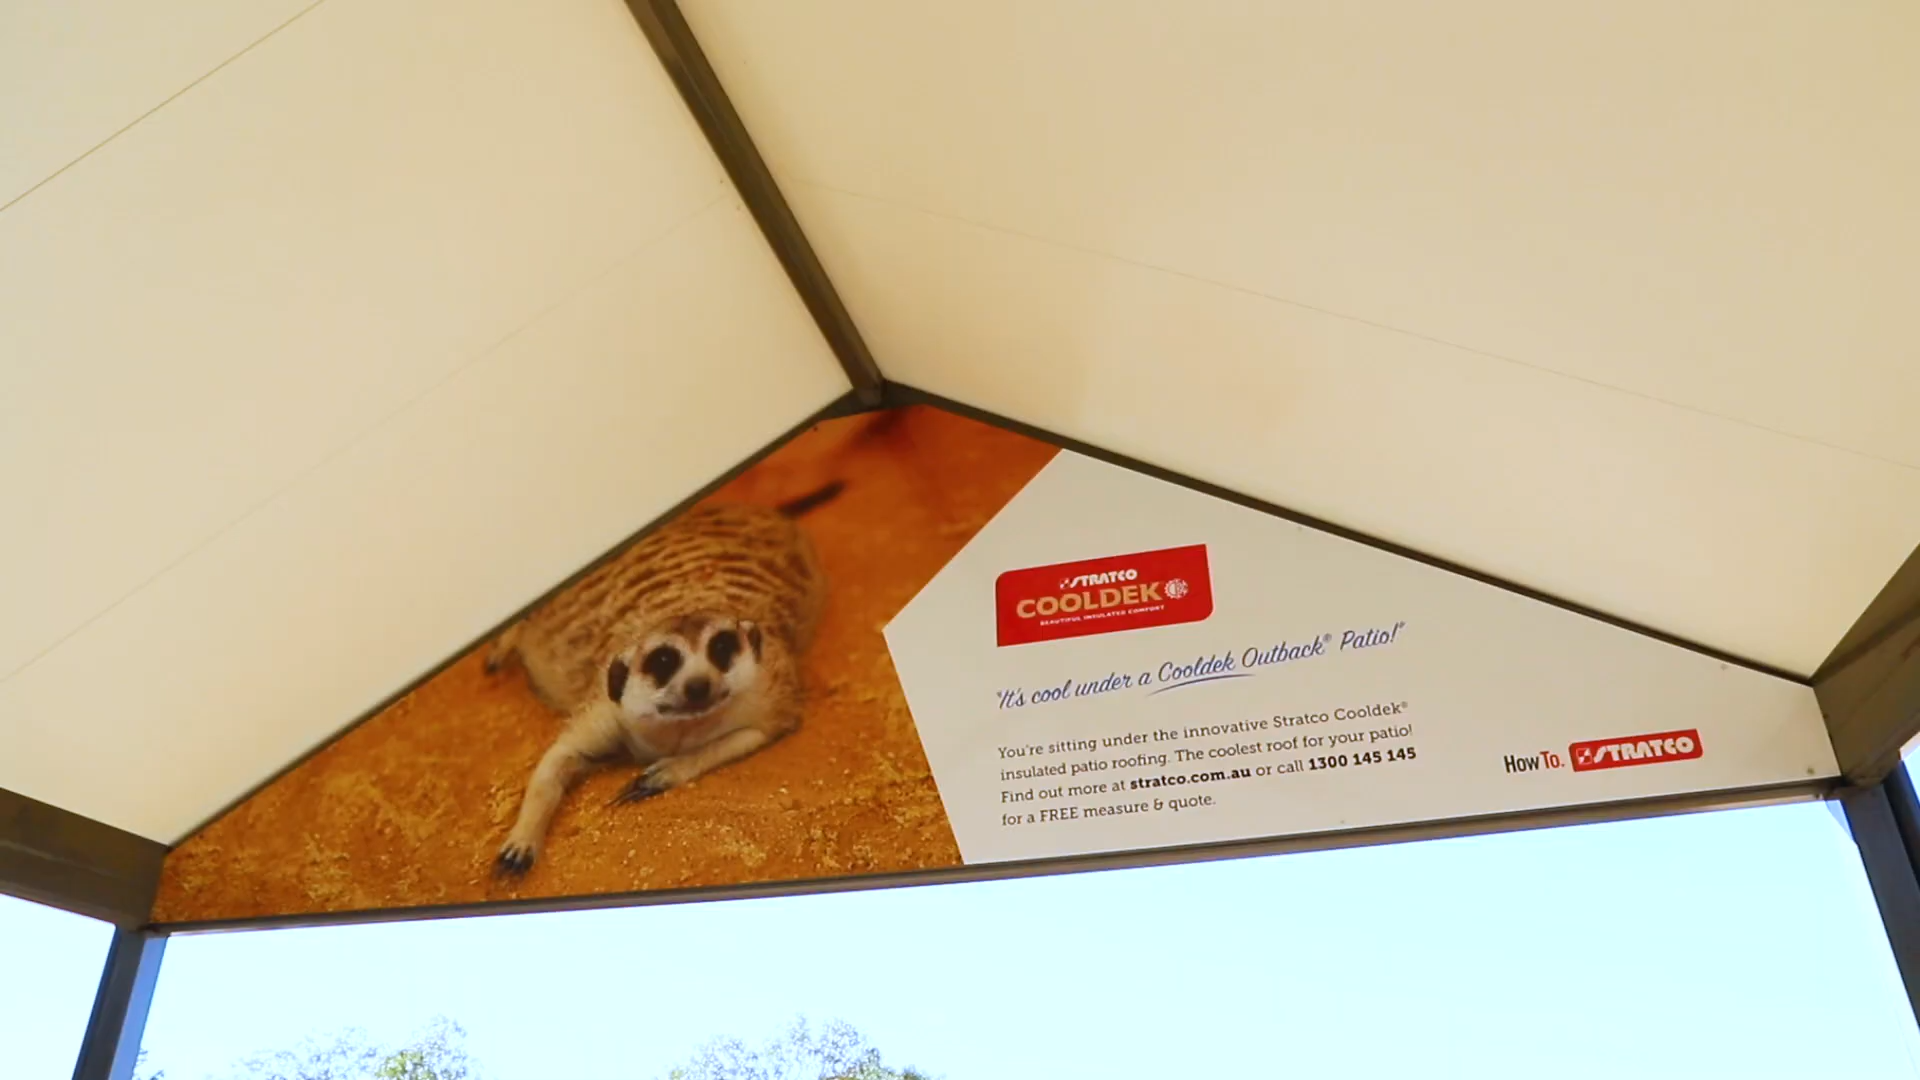 STRATCO
COOLDEK
BEAUTIFUL INSULATED COMFORT
"It's cool under a Cooldek Outback® Patio!"
You're sitting under the innovative Stratco Cooldek®
insulated patio roofing. The coolest roof for your patio!
Find out more at stratco.com.au or call 1300 145 145
for a FREE measure & quote.
HowTo. STRATCO